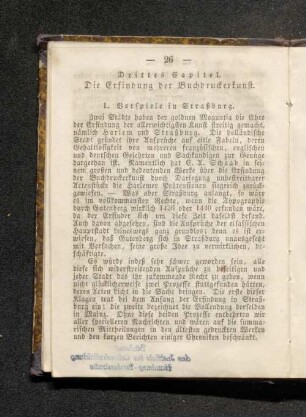 — 26 —
Drittes Capitel.
Die Erfindung der Buchdruckerkunst.
1. Vorspiele in Straßburg.
Zwei Städte haben der goldnen Moguntia die Ehre
der Erfindung der allerwichtigsten Kunst streitig gemacht,
nämlich Harlem und Straßburg. Die holländische
Stadt gründet ihre Ansprüche auf eitle Fabeln, deren
Gehaltlosigkeit von mehreren französischen, englischen
und deutschen Gelehrten und Sachkundigen zur Genüge
dargethan ist. Namentlich hat C. A. Schaab in sei-
nem großen und bedeutenden Werke über die Erfindung
der Buchdruckerkunst durch Darlegung unbestreitbarer
Actenstücke die Harlemer Prätensionen siegreich zurück-
gewiesen. — Was aber Straßburg anlangt, so wäre
es im vollkommensten Rechte, wenn die Typographie
durch Gutenberg wirklich 1436 oder 1440 erfunden wäre,
da der Erfinder sich um diese Zeit daselbst befand.
Auch davon abgesehen, sind die Ansprüche der elsässischen
Hauptstadt keineswegs ganz grundlos; denn es ist er-
wiesen, daß Gutenberg sich in Straßburg unausgesetzt
mit Versuchen, seine große Idee zu verwirklichen, be-
schäftigte.
Es würde indeß sehr schwer geworden sein, alle
diese sich widerstreitenden Ansprüche zu beseitigen und
jeder Stadt das ihr zukommende Recht zu geben, wenn
nicht glücklicherweise zwei Prozesse stattgefunden hätten,
deren Acten Licht in die Sache bringen. Die erste dieser
Klagen trat bei dem Anfang der Erfindung in Straß-
burg ein; die zweite bezeichnet die Vollendung derselben
in Mainz. Ohne diese beiden Prozesse entbehrten wir
aller speciellern Nachrichten und wären auf die summa-
rischen Mittheilungen in den ältesten gedruckten Werken
und den kurzen Berichten einiger Chroniken beschränkt.